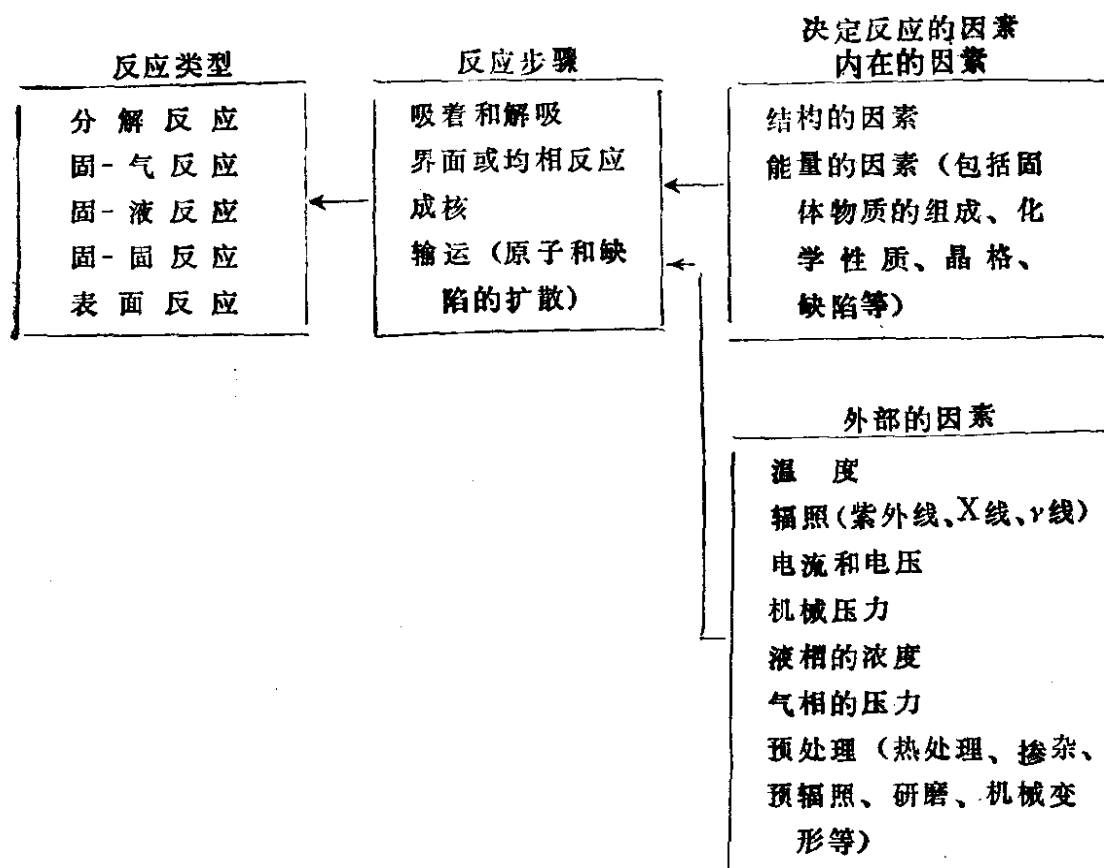 反应类型
分解反应
固-气反应
固-液反应
固-固反应
表面反应
反应步骤
吸着和解吸
界面或均相反应
成核
输运（原子和缺
陷的扩散）
决定反应的因素
内在的因素
结构的因素
能量的因素（包括固
体物质的组成、化
学性质、晶格、
缺陷等）
外部的因素
温度
辐照(紫外线、X线、γ线)
电流和电压
机械压力
液相的浓度
气相的压力
预处理（热处理、掺杂、
预辐照、研磨、机械变
形等）